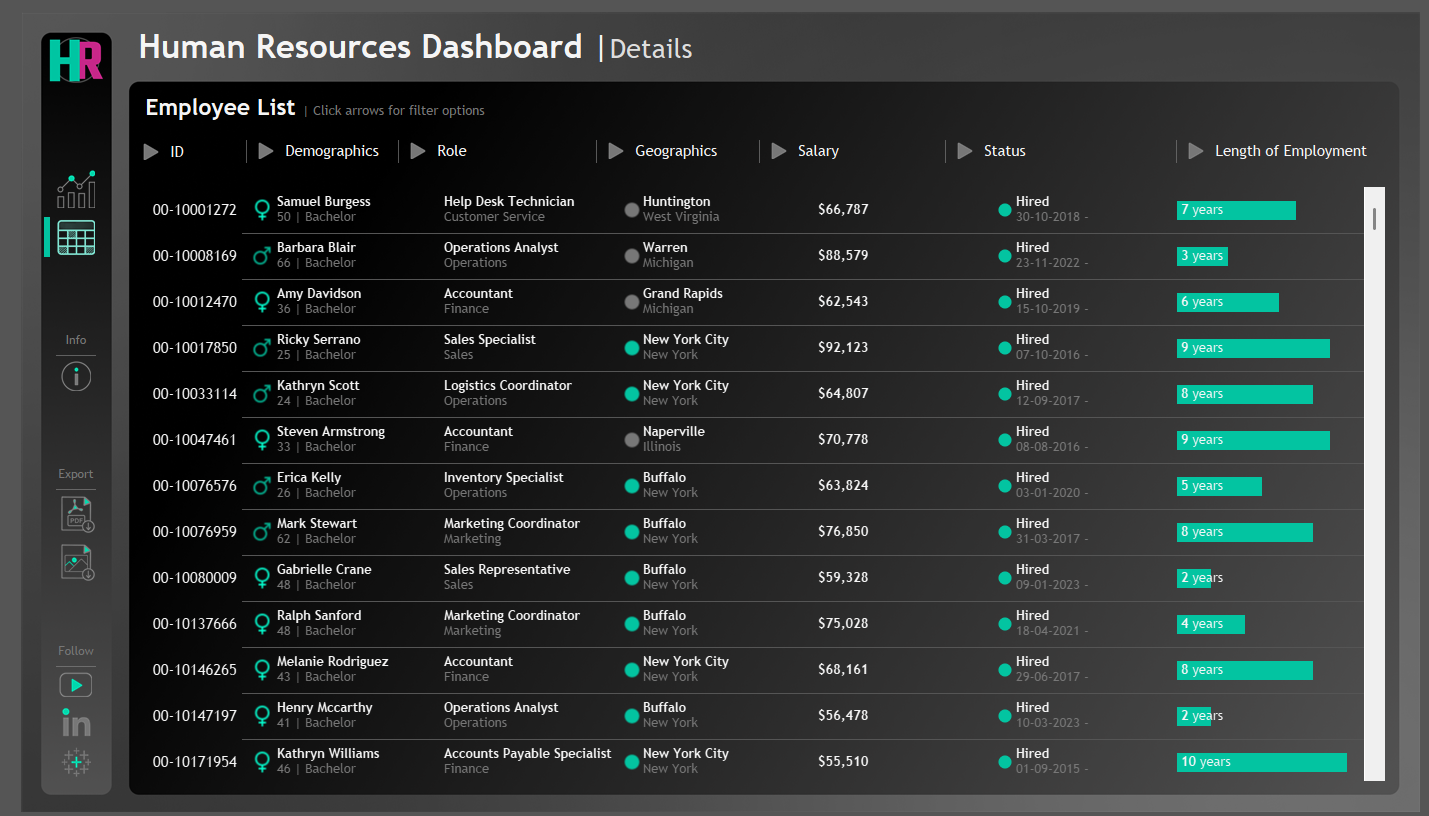 HR
Human Resources Dashboard | Details
Employee List | Click arrows for filter options
ID Demographics Role Geographics Salary Status Length of Employment
00-10001272 Samuel Burgess Help Desk Technician Huntington $66,787 Hired 7 years
50 | Bachelor Customer Service West Virginia 30-10-2018 -
00-10008169 Barbara Blair Operations Analyst Warren $88,579 Hired 3 years
66 | Bachelor Operations Michigan 23-11-2022 -
00-10012470 Amy Davidson Accountant Grand Rapids $62,543 Hired 6 years
36 | Bachelor Finance Michigan 15-10-2019 -
Info
00-10017850 Ricky Serrano Sales Specialist New York City $92,123 Hired 9 years
25 | Bachelor Sales New York 07-10-2016 -
00-10033114 Kathryn Scott Logistics Coordinator New York City $64,807 Hired 8 years
24 | Bachelor Operations New York 12-09-2017 -
00-10047461 Steven Armstrong Accountant Naperville $70,778 Hired 9 years
33 | Bachelor Finance Illinois 08-08-2016 -
Export
00-10076576 Erica Kelly Inventory Specialist Buffalo $63,824 Hired 5 years
26 | Bachelor Operations New York 03-01-2020 -
PDF
00-10076959 Mark Stewart Marketing Coordinator Buffalo $76,850 Hired 8 years
62 | Bachelor Marketing New York 31-03-2017 -
00-10080009 Gabrielle Crane Sales Representative Buffalo $59,328 Hired 2 years
48 | Bachelor Sales New York 09-01-2023 -
00-10137666 Ralph Sanford Marketing Coordinator Buffalo $75,028 Hired 4 years
48 | Bachelor Marketing New York 18-04-2021 -
Follow
00-10146265 Melanie Rodriguez Accountant New York City $68,161 Hired 8 years
43 | Bachelor Finance New York 29-06-2017 -
00-10147197 Henry Mccarthy Operations Analyst Buffalo $56,478 Hired 2 years
41 | Bachelor Operations New York 10-03-2023 -
in
00-10171954 Kathryn Williams Accounts Payable Specialist New York City $55,510 Hired 10 years
46 | Bachelor Finance New York 01-09-2015 -